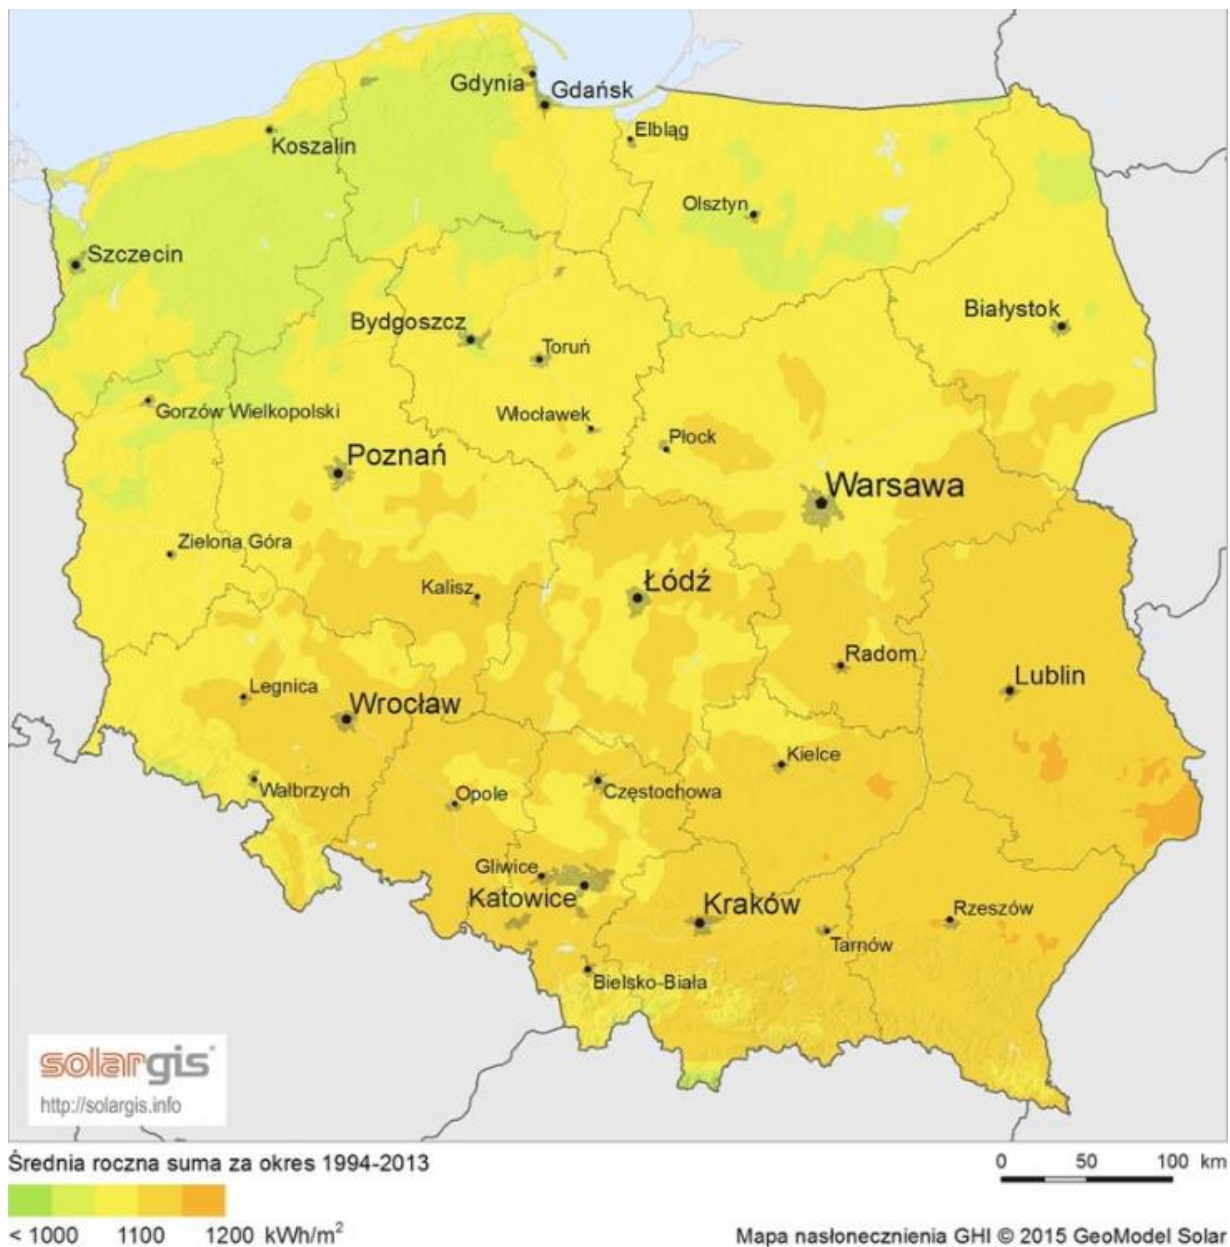 Gdynia
Gdańsk
Koszalin
Elbląg
Olsztyn
Szczecin
Białystok
Bydgoszcz
Toruń
Gorzów Wielkopolski
Włocławek
Płock
Poznań
Warsawa
Zielona Góra
Kalisz
Łódź
Radom
Legnica
Wrocław
Lublin
Kielce
Wałbrzych
Opole
Częstochowa
Gliwice
Katowice
Kraków
Rzeszów
Tarnów
Bielsko-Biała
solargis
http://solargis.info
Średnia roczna suma za okres 1994-2013
0 50 100 km
< 1000 1100 1200 kWh/m²
Mapa nasłonecznienia GHI © 2015 GeoModel Solar